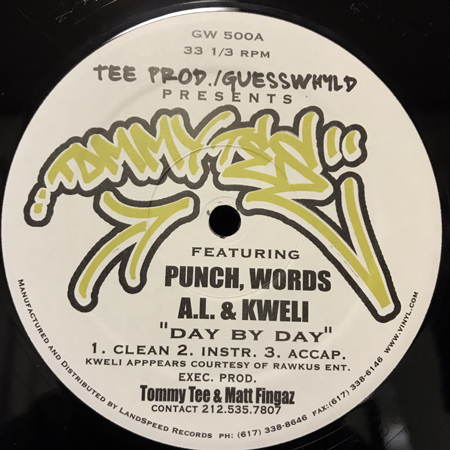 GW 500A
33 1/3 RPM
TEE PROD./GUESSWHYLD
PRESENTS
"TOMMY TEE"
FEATURING
PUNCH, WORDS
A.L. & KWELI
"DAY BY DAY"
1. CLEAN 2. INSTR. 3. ACCAP.
KWELI APPPEARS COURTESY OF RAWKUS ENT.
EXEC. PROD.
Tommy Tee & Matt Fingaz
CONTACT 212.535.7807
MANUFACTURED AND DISTRIBUTED BY LANDSPEED RECORDS PH: (617) 338-8646 FAX:(617) 338-6146 WWW.VINYL.COM